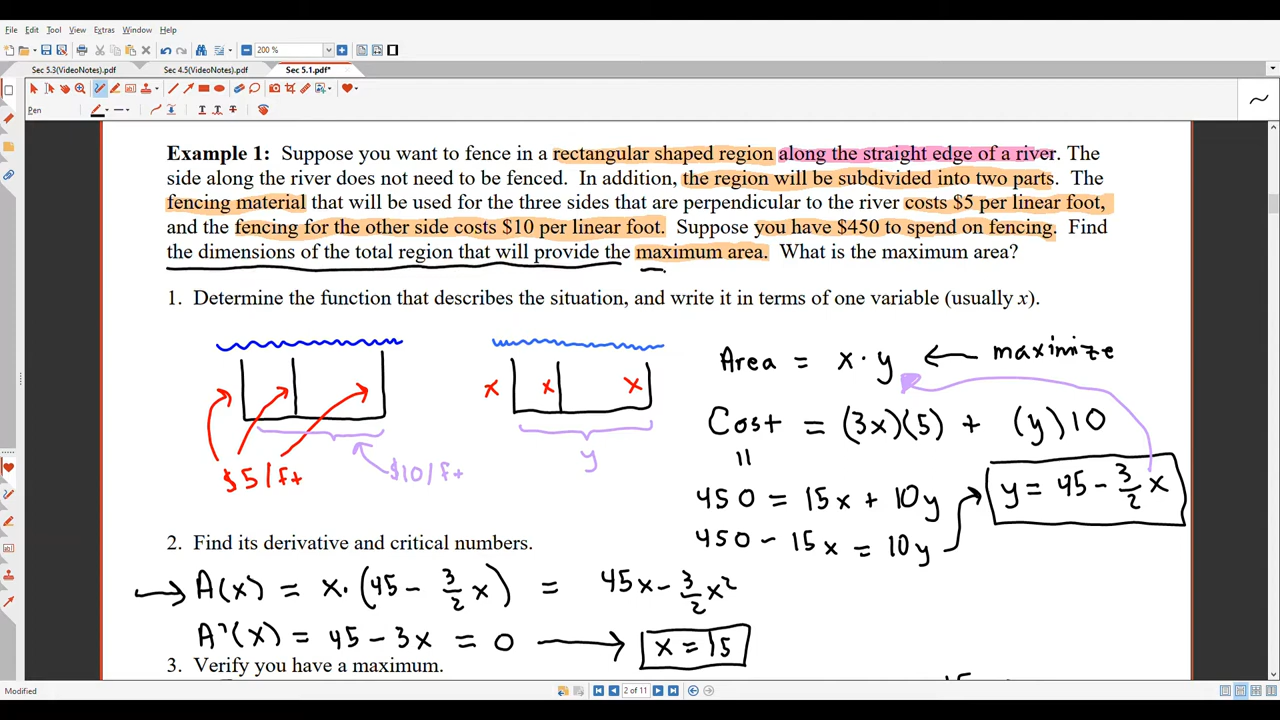 File Edit Tool View Extras Window Help
200 %
Sec 5.3(VideoNotes).pdf Sec 4.5(VideoNotes).pdf Sec 5.1.pdf*
Pen
Example 1: Suppose you want to fence in a rectangular shaped region along the straight edge of a river. The
side along the river does not need to be fenced. In addition, the region will be subdivided into two parts. The
fencing material that will be used for the three sides that are perpendicular to the river costs $5 per linear foot,
and the fencing for the other side costs $10 per linear foot. Suppose you have $450 to spend on fencing. Find
the dimensions of the total region that will provide the maximum area. What is the maximum area?
1. Determine the function that describes the situation, and write it in terms of one variable (usually x).
Area = x · y ← maximize
x x x
Cost = (3x)(5) + (y)10
$5/ft $10/ft y
450 = 15x + 10y
y = 45 - 3/2 x
450 - 15x = 10y
2. Find its derivative and critical numbers.
→ A(x) = x · (45 - 3/2 x) = 45x - 3/2 x²
A'(x) = 45 - 3x = 0 → x = 15
3. Verify you have a maximum.
Modified 2 of 11